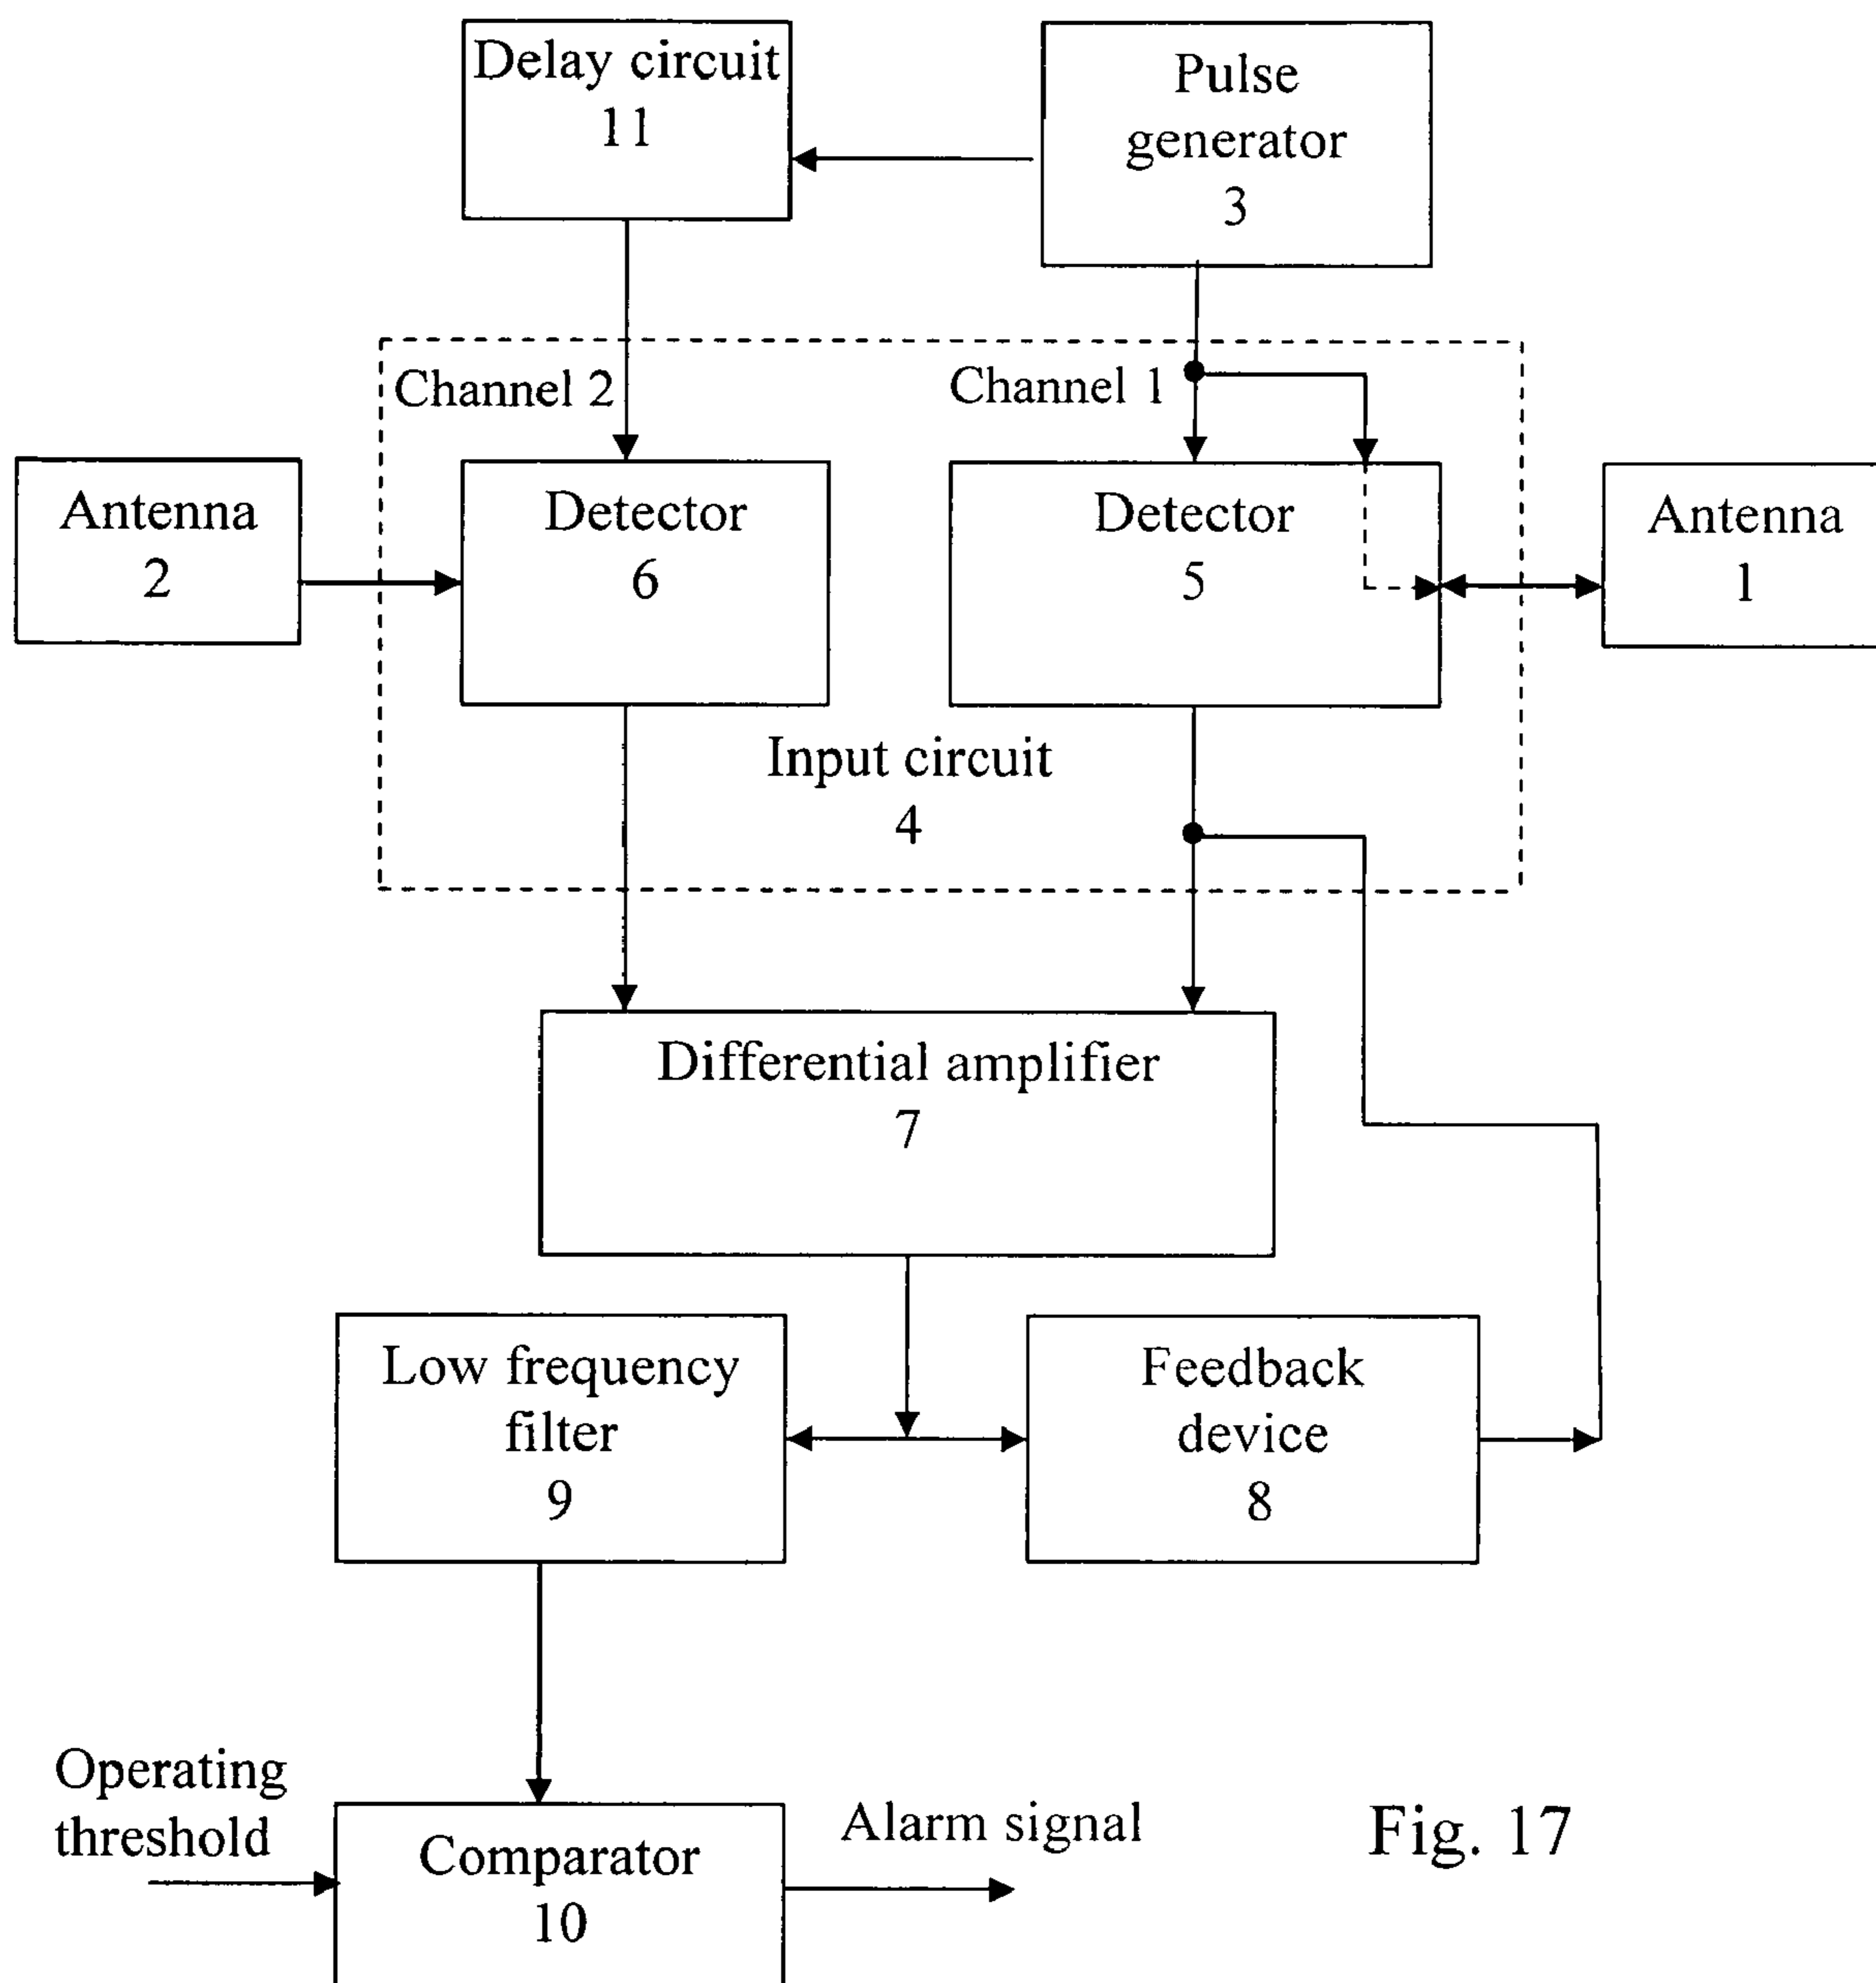 Delay circuit
11
Pulse
generator
3
Channel 2
Channel 1
Antenna
2
Detector
6
Detector
5
Antenna
1
Input circuit
4
Differential amplifier
7
Low frequency
filter
9
Feedback
device
8
Operating
threshold
Comparator
10
Alarm signal
Fig. 17